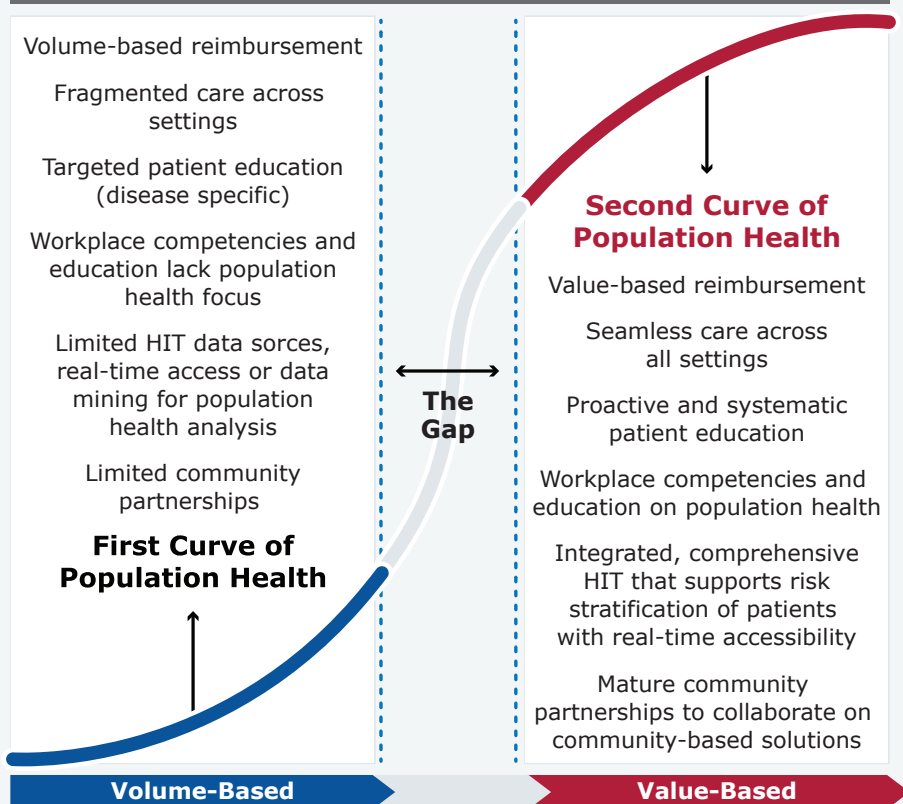 Volume-based reimbursement
Fragmented care across
settings
Targeted patient education
(disease specific)
Workplace competencies and
education lack population
health focus
Limited HIT data sorces,
real-time access or data
mining for population
health analysis
Limited community
partnerships
First Curve of
Population Health
The
Gap
Second Curve of
Population Health
Value-based reimbursement
Seamless care across
all settings
Proactive and systematic
patient education
Workplace competencies and
education on population health
Integrated, comprehensive
HIT that supports risk
stratification of patients
with real-time accessibility
Mature community
partnerships to collaborate on
community-based solutions
Volume-Based
Value-Based